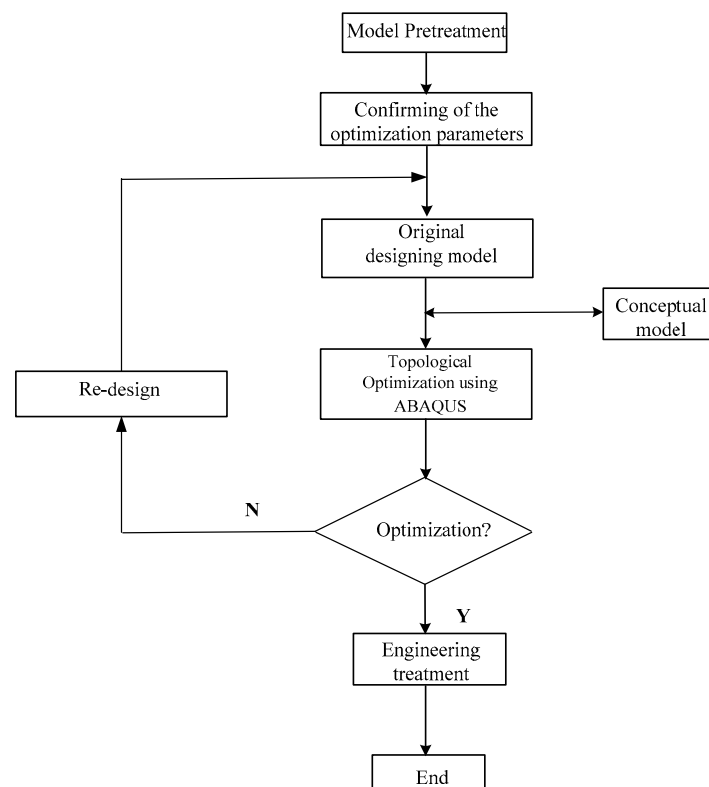 Model Pretreatment
Confirming of the
optimization parameters
Original
designing model
Conceptual
model
Topological
Optimization using
ABAQUS
Re-design
N
Optimization?
Y
Engineering
treatment
End